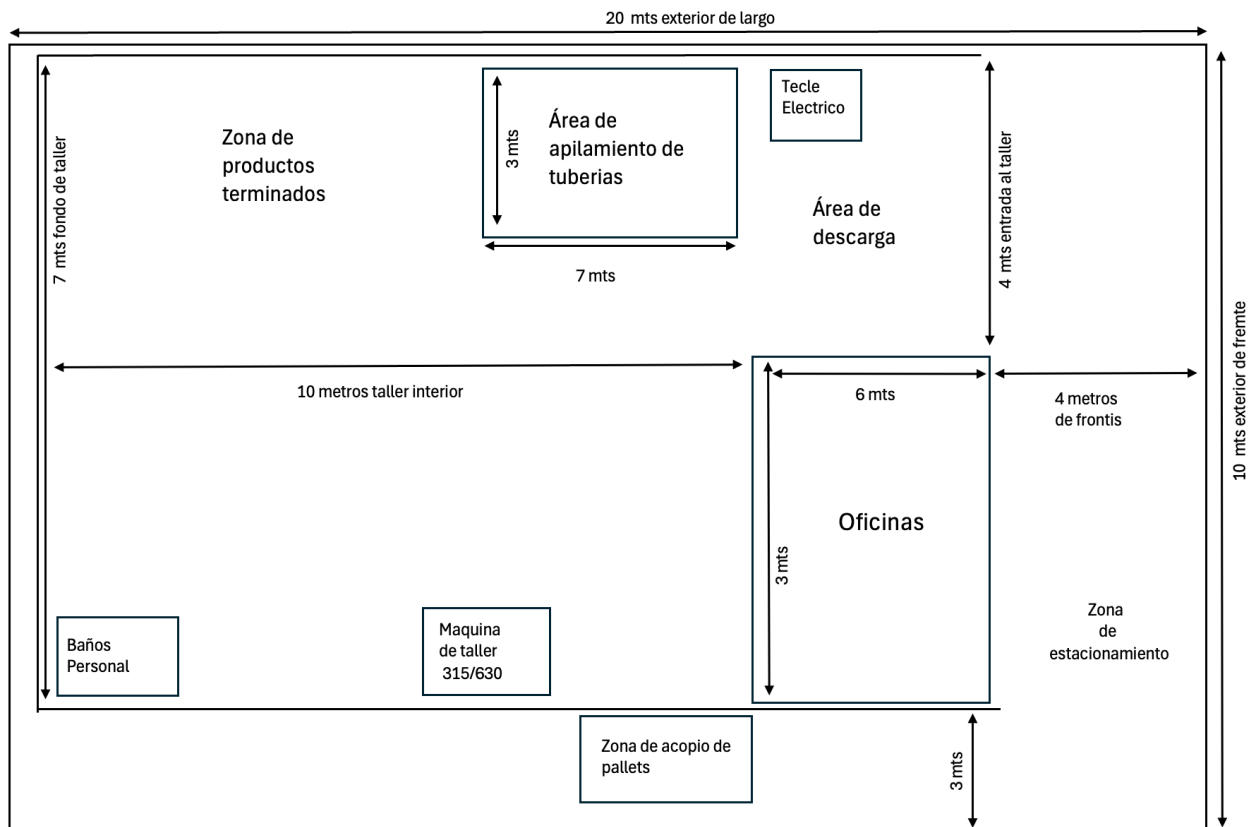 20 mts exterior de largo
Tecle
Electrico
Área de
apilamiento de
tuberias
Zona de
productos
terminados
3 mts
7 mts fondo de taller
4 mts entrada al taller
Área de
descarga
7 mts
10 metros taller interior
6 mts
4 metros
de frontis
10 mts exterior de fremte
Oficinas
3 mts
Zona
de
estacionamiento
Baños
Personal
Maquina
de taller
315/630
Zona de acopio de
pallets
3 mts